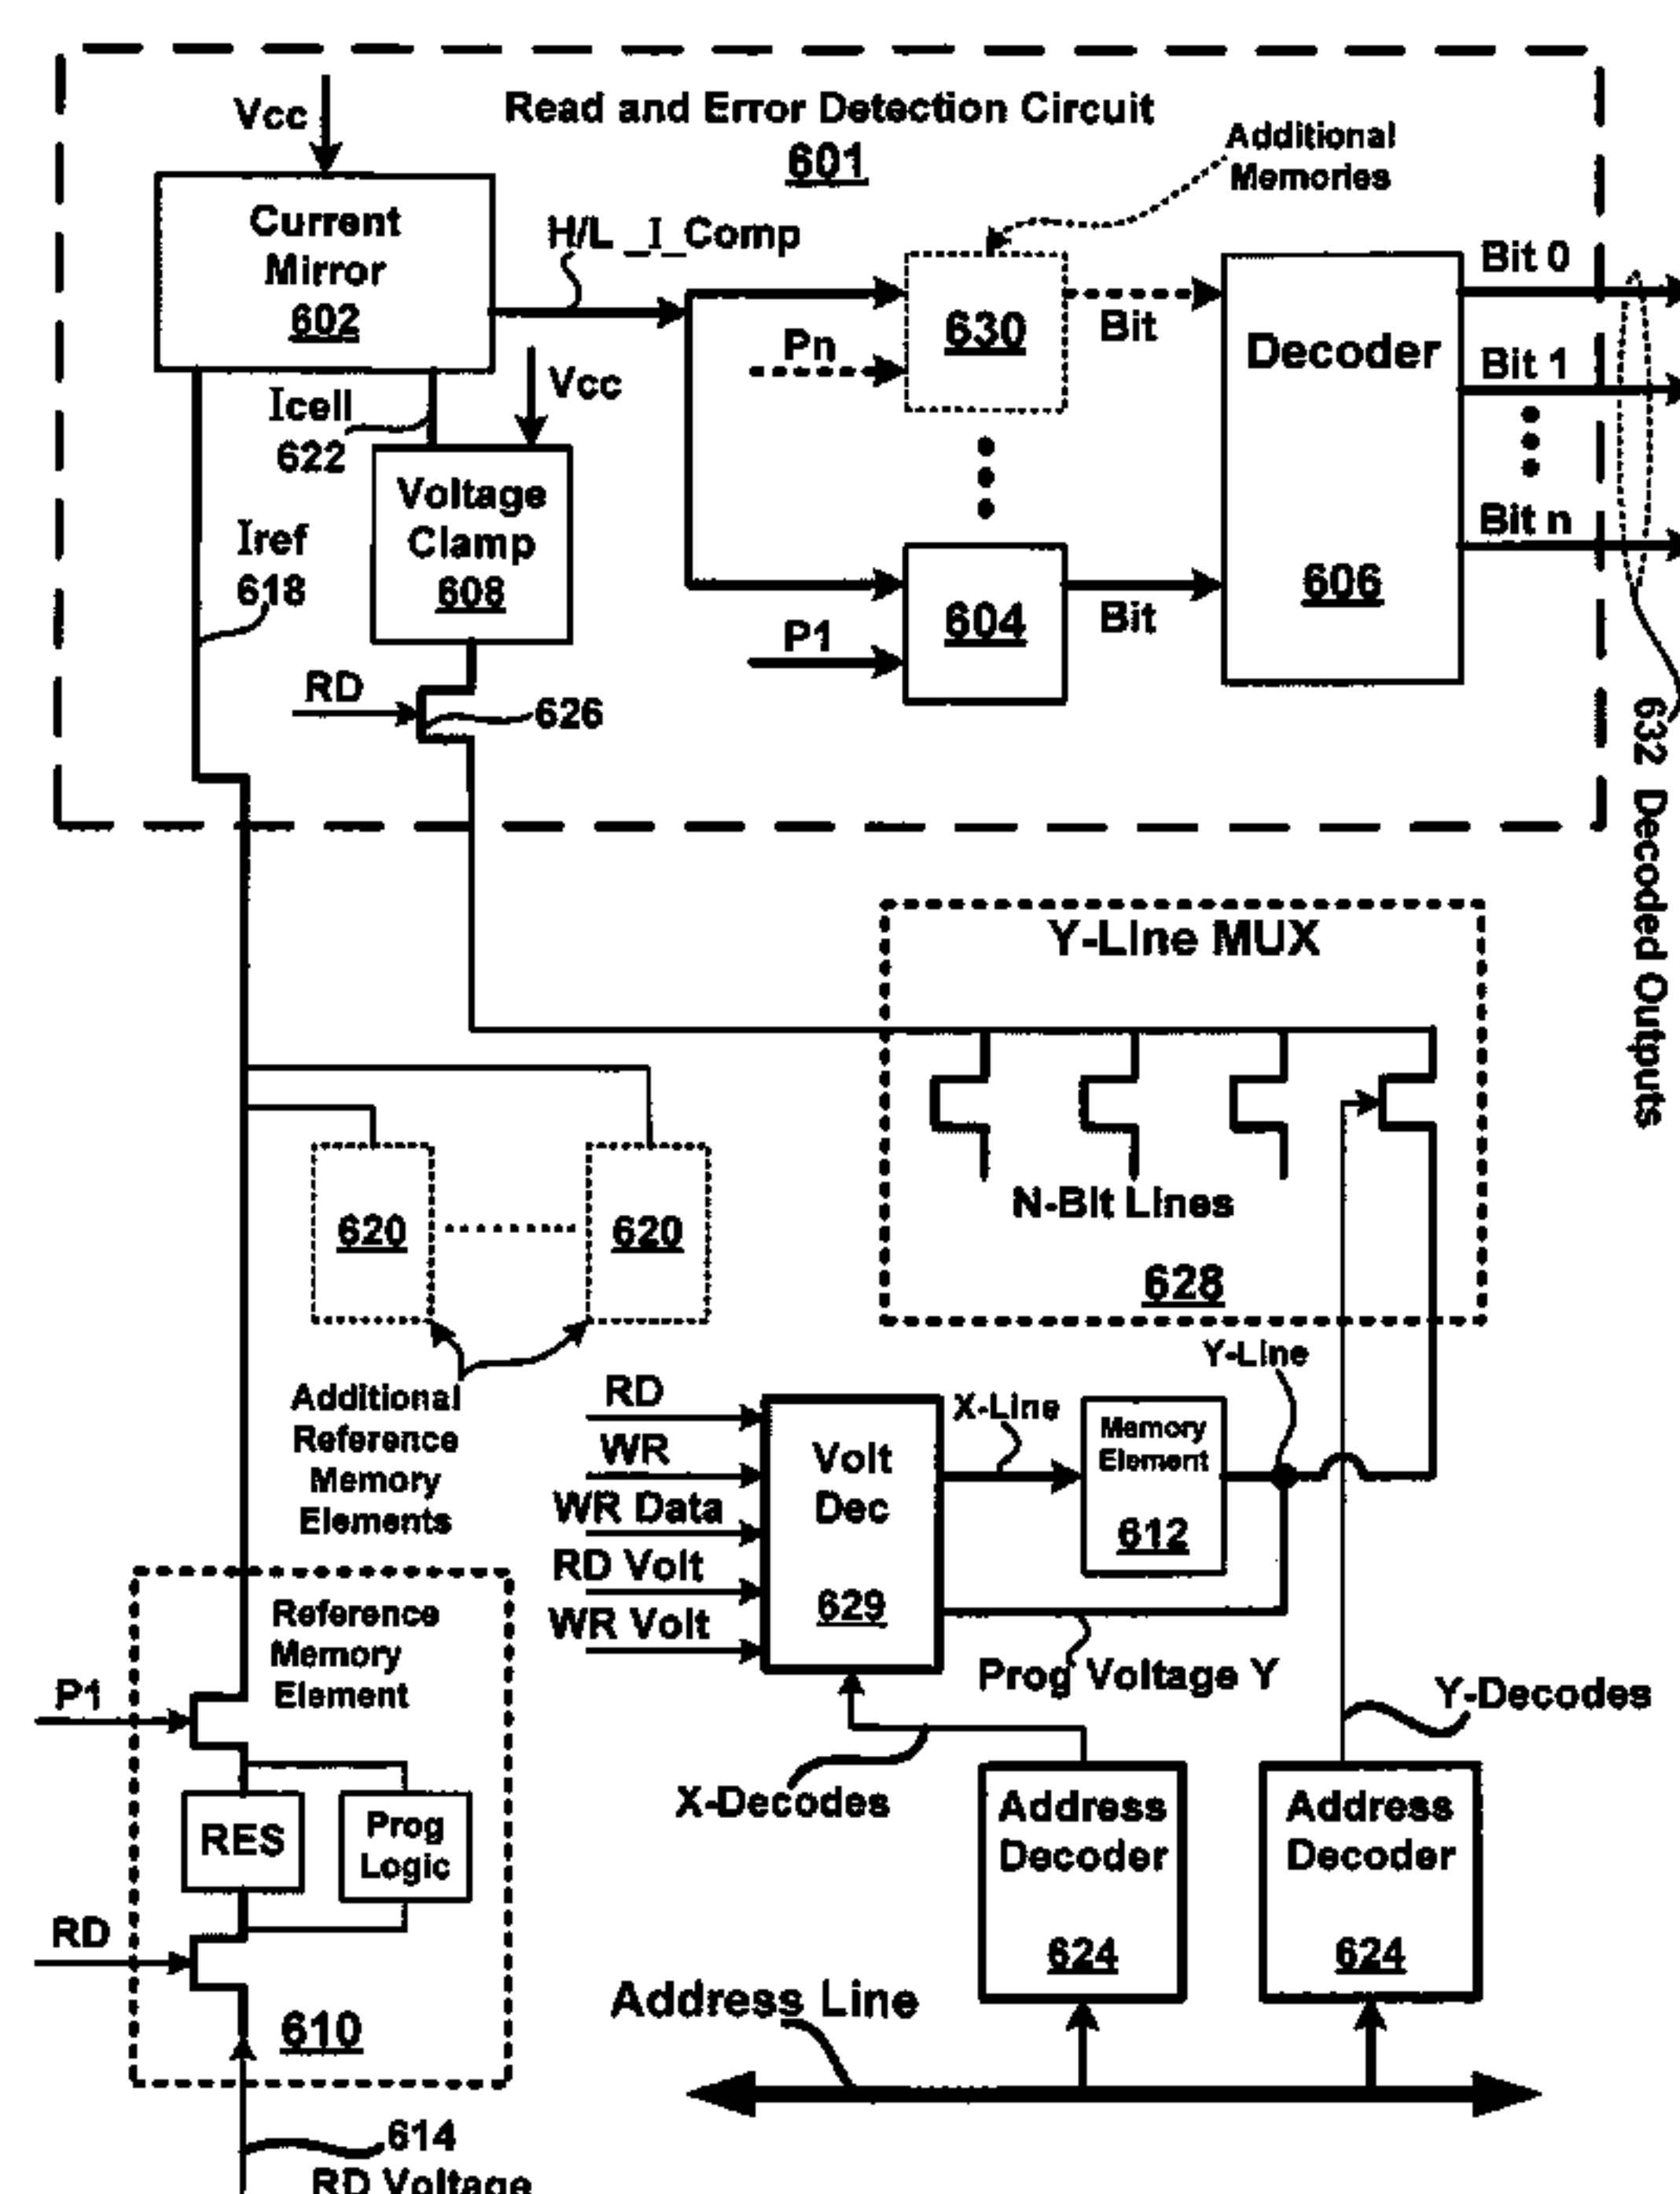 Vcc
Read and Error Detection Circuit
601
Additional
Memories
Current
Mirror
602
H/L _I_Comp
Pn
630
Bit
Decoder
606
Bit 0
Bit 1
Bit n
Icell
622
Vcc
Voltage
Clamp
608
Iref
618
P1
604
Bit
RD
626
632 Decoded Outputs
Y-Line MUX
N-Bit Lines
628
620
620
Additional
Reference
Memory
Elements
RD
WR
WR Data
RD Volt
WR Volt
Volt
Dec
629
X-Line
Memory
Element
612
Y-Line
Prog Voltage Y
X-Decodes
Y-Decodes
Reference
Memory
Element
P1
RES
Prog
Logic
RD
610
Address
Decoder
624
Address
Decoder
624
Address Line
614
RD Voltage